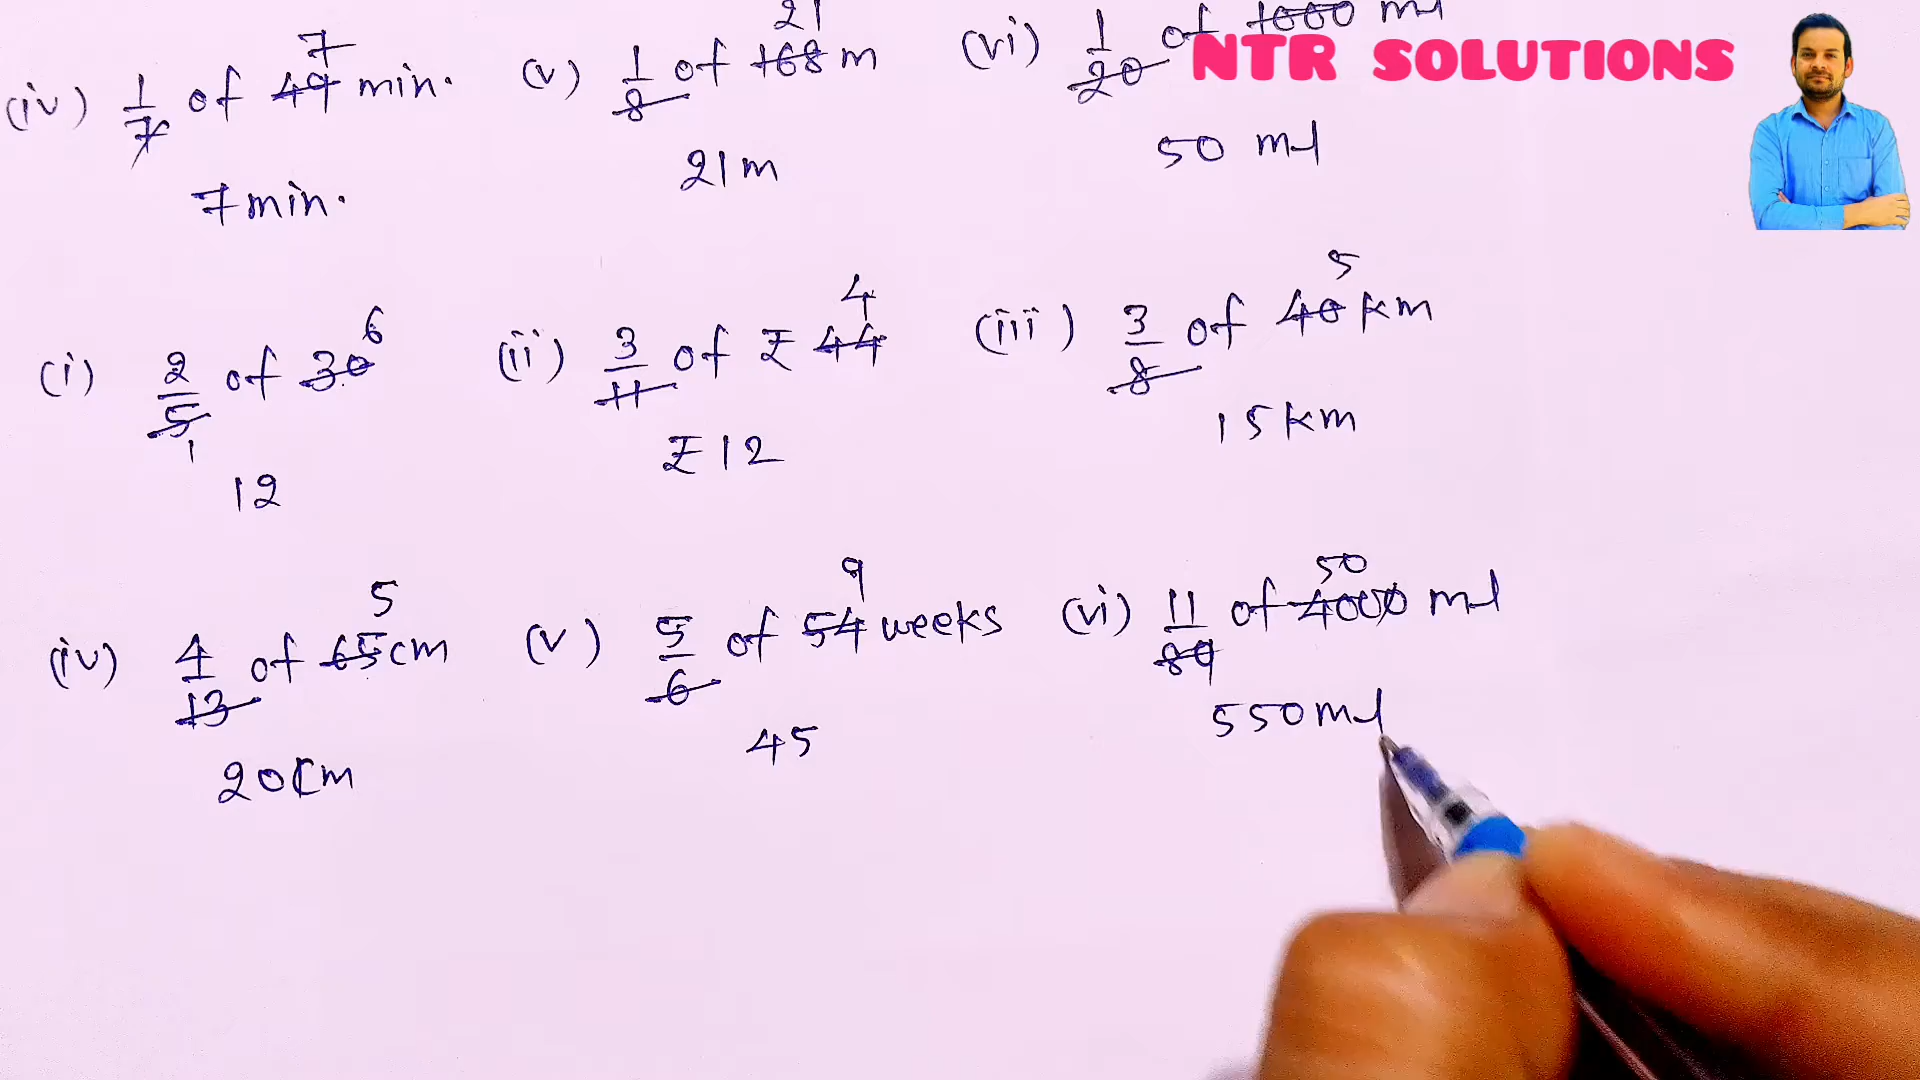 21
7
(iv) 1/7 of 49 min. (v) 1/8 of 168 m (vi) 1/20 of 1000 ml
NTR SOLUTIONS
7 min. 21 m 50 ml
6 4 5
(i) 2/5 of 30 (ii) 3/11 of ₹ 44 (iii) 3/8 of 40 km
1
12 ₹ 12 15 km
5 9 50
(iv) 4/13 of 65 cm (v) 5/6 of 54 weeks (vi) 11/80 of 4000 ml
20 cm 45 550 ml